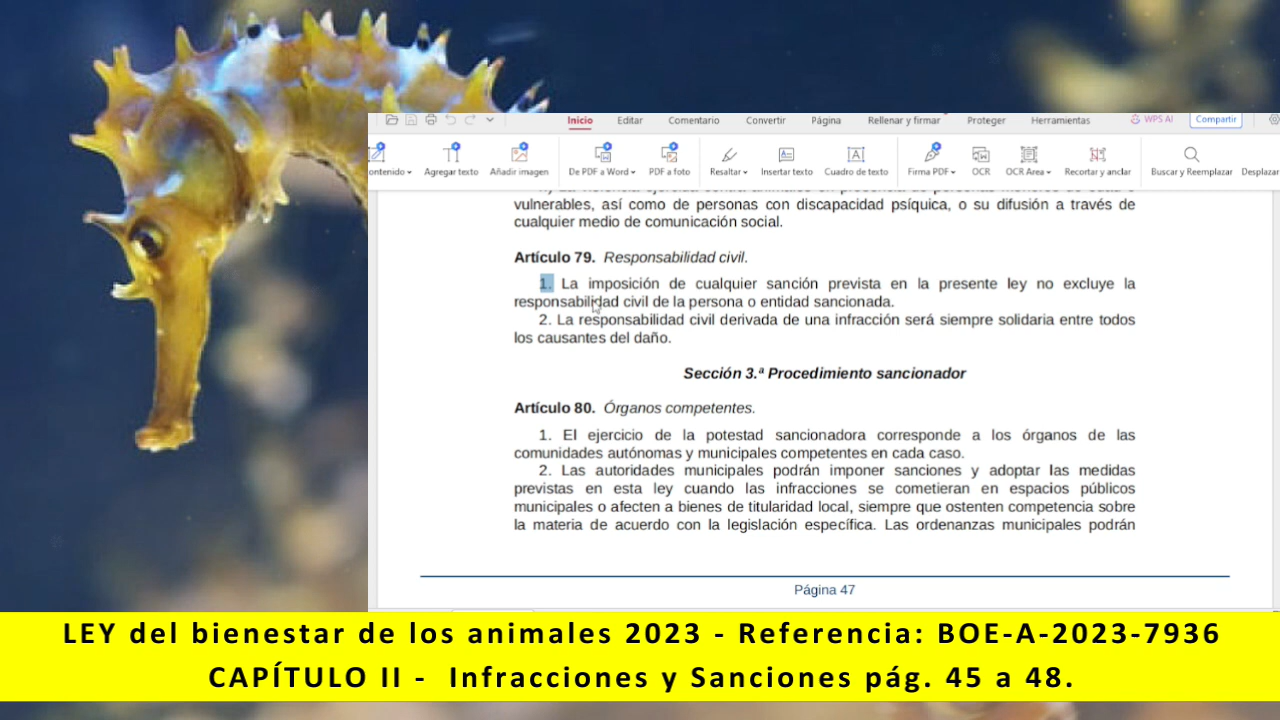 Inicio Editar Comentario Convertir Página Rellenar y firmar Proteger Herramientas WPS AI Compartir
ontenido Agregar texto Añadir imagen De PDF a Word PDF a foto Resaltar Insertar texto Cuadro de texto Firma PDF OCR OCR Area Recortar y anclar Buscar y Reemplazar Desplazar
vulnerables, así como de personas con discapacidad psíquica, o su difusión a través de
cualquier medio de comunicación social.
Artículo 79. Responsabilidad civil.
1. La imposición de cualquier sanción prevista en la presente ley no excluye la
responsabilidad civil de la persona o entidad sancionada.
2. La responsabilidad civil derivada de una infracción será siempre solidaria entre todos
los causantes del daño.
Sección 3.ª Procedimiento sancionador
Artículo 80. Órganos competentes.
1. El ejercicio de la potestad sancionadora corresponde a los órganos de las
comunidades autónomas y municipales competentes en cada caso.
2. Las autoridades municipales podrán imponer sanciones y adoptar las medidas
previstas en esta ley cuando las infracciones se cometieran en espacios públicos
municipales o afecten a bienes de titularidad local, siempre que ostenten competencia sobre
la materia de acuerdo con la legislación específica. Las ordenanzas municipales podrán
Página 47
LEY del bienestar de los animales 2023 - Referencia: BOE-A-2023-7936
CAPÍTULO II - Infracciones y Sanciones pág. 45 a 48.